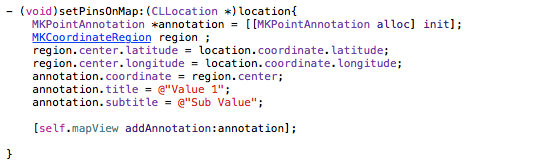 - (void)setPinsOnMap:(CLLocation *)location{
MKPointAnnotation *annotation = [[MKPointAnnotation alloc] init];
MKCoordinateRegion region ;
region.center.latitude = location.coordinate.latitude;
region.center.longitude = location.coordinate.longitude;
annotation.coordinate = region.center;
annotation.title = @"Value 1";
annotation.subtitle = @"Sub Value";
[self.mapView addAnnotation:annotation];
}